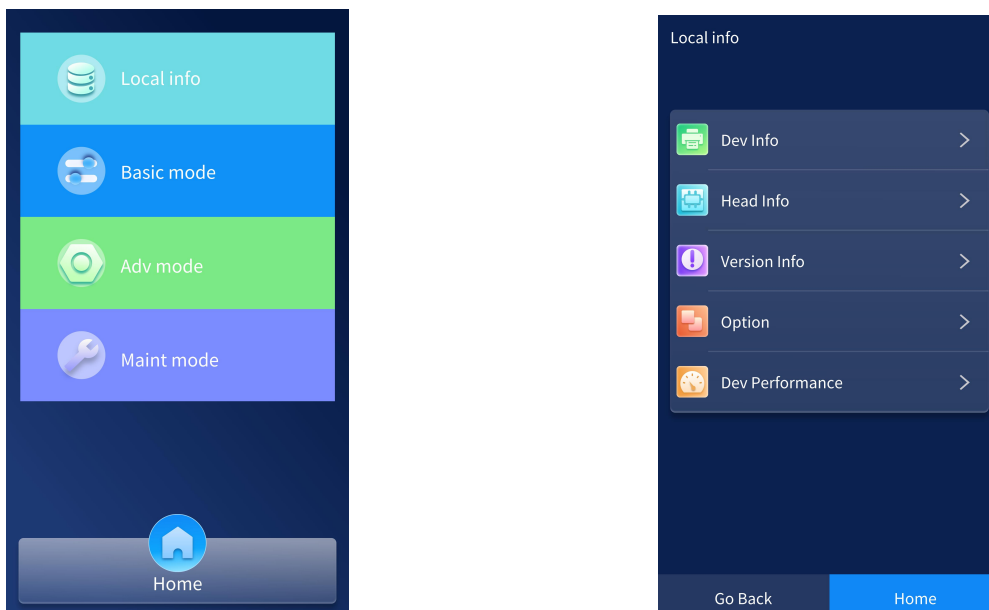 Local info
Basic mode
Adv mode
Maint mode
Home
Local info
Dev Info
Head Info
Version Info
Option
Dev Performance
Go Back
Home